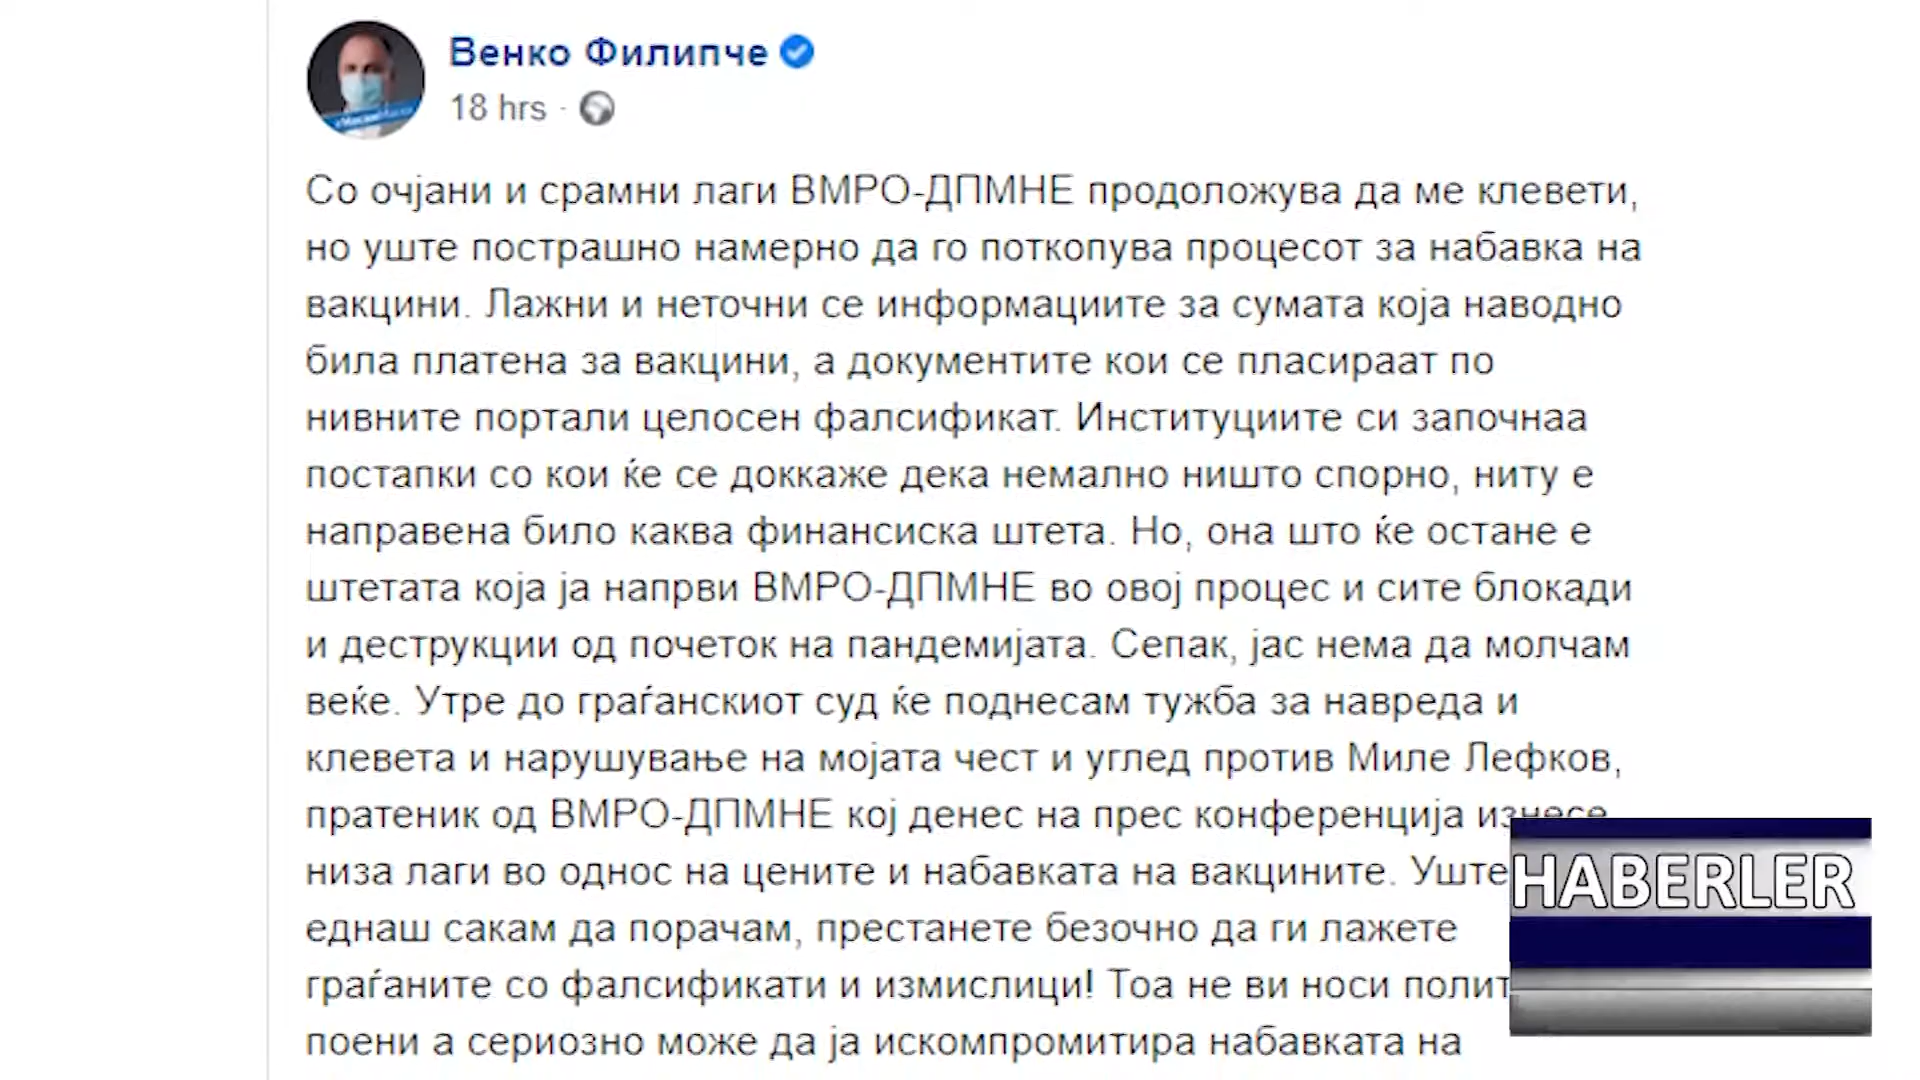 Венко Филипче
18 hrs ·
Со очјани и срамни лаги ВМРО-ДПМНЕ продоложува да ме клевети,
но уште пострашно намерно да го поткопува процесот за набавка на
вакцини. Лажни и неточни се информациите за сумата која наводно
била платена за вакцини, а документите кои се пласираат по
нивните портали целосен фалсификат. Институциите си започнаа
постапки со кои ќе се доккаже дека немално ништо спорно, ниту е
направена било каква финансиска штета. Но, она што ќе остане е
штетата која ја напрви ВМРО-ДПМНЕ во овој процес и сите блокади
и деструкции од почеток на пандемијата. Сепак, јас нема да молчам
веќе. Утре до граѓанскиот суд ќе поднесам тужба за навреда и
клевета и нарушување на мојата чест и углед против Миле Лефков,
пратеник од ВМРО-ДПМНЕ кој денес на прес конференција изнесе
низа лаги во однос на цените и набавката на вакцините. Уште
еднаш сакам да порачам, престанете безочно да ги лажете
граѓаните со фалсификати и измислици! Тоа не ви носи полит
поени а сериозно може да ја искомпромитира набавката на
HABERLER